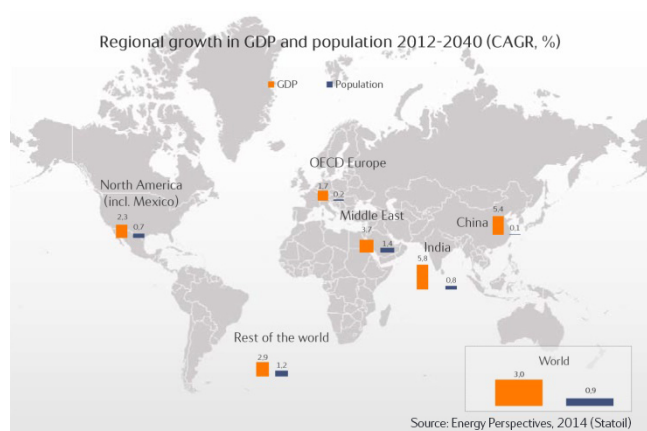 Regional growth in GDP and population 2012-2040 (CAGR, %)
GDP Population
OECD Europe
1.7 0.2
North America
(incl. Mexico)
2.3 0.7
Middle East
3.7 1.4
China
5.4 0.1
India
5.8 0.8
Rest of the world
2.9 1.2
World
3,0 0.9
Source: Energy Perspectives, 2014 (Statoil)